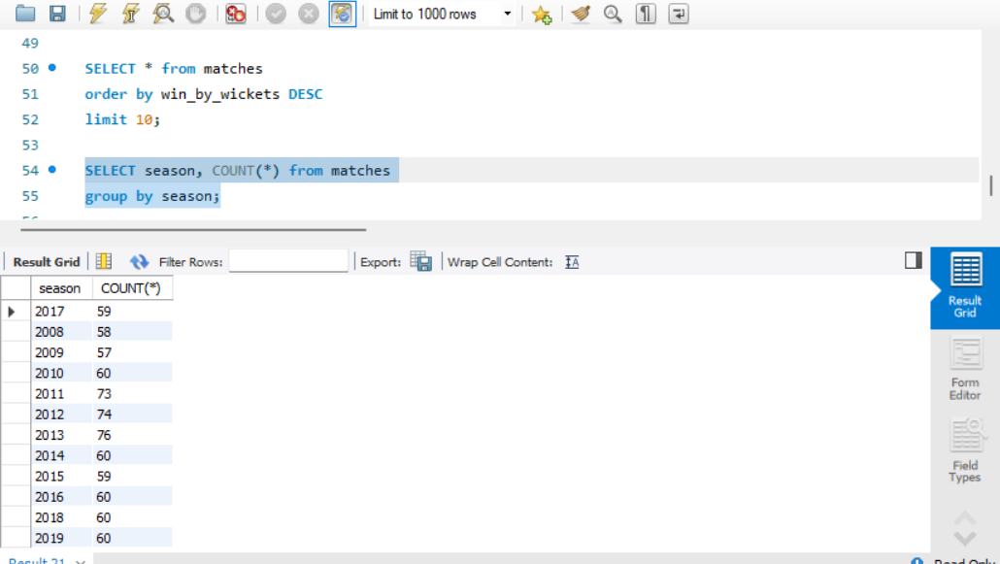 Limit to 1000 rows
49
50 SELECT * from matches
51 order by win_by_wickets DESC
52 limit 10;
53
54 SELECT season, COUNT(*) from matches
55 group by season;
Result Grid Filter Rows: Export: Wrap Cell Content:
season COUNT(*)
2017 59
2008 58
2009 57
2010 60
2011 73
2012 74
2013 76
2014 60
2015 59
2016 60
2018 60
2019 60
Result
Grid
Form
Editor
Field
Types
Result 21
Read Only